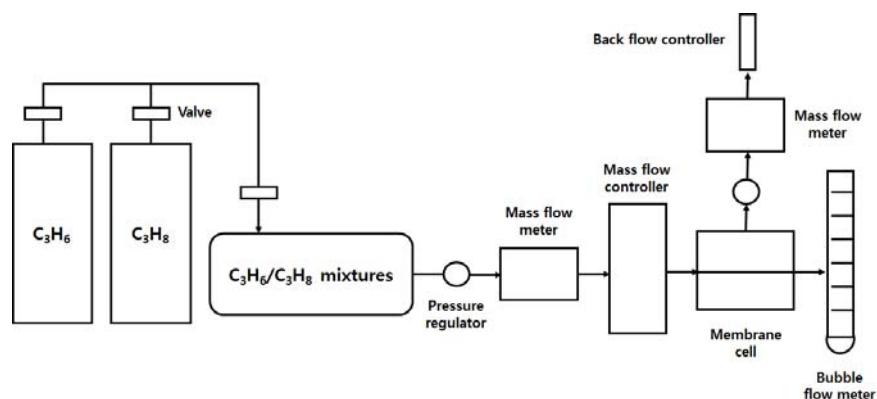 Back flow controller
Valve
Mass flow
meter
Mass flow
controller
Mass flow
meter
C₃H₆
C₃H₈
C₃H₆/C₃H₈ mixtures
Pressure
regulator
Membrane
cell
Bubble
flow meter